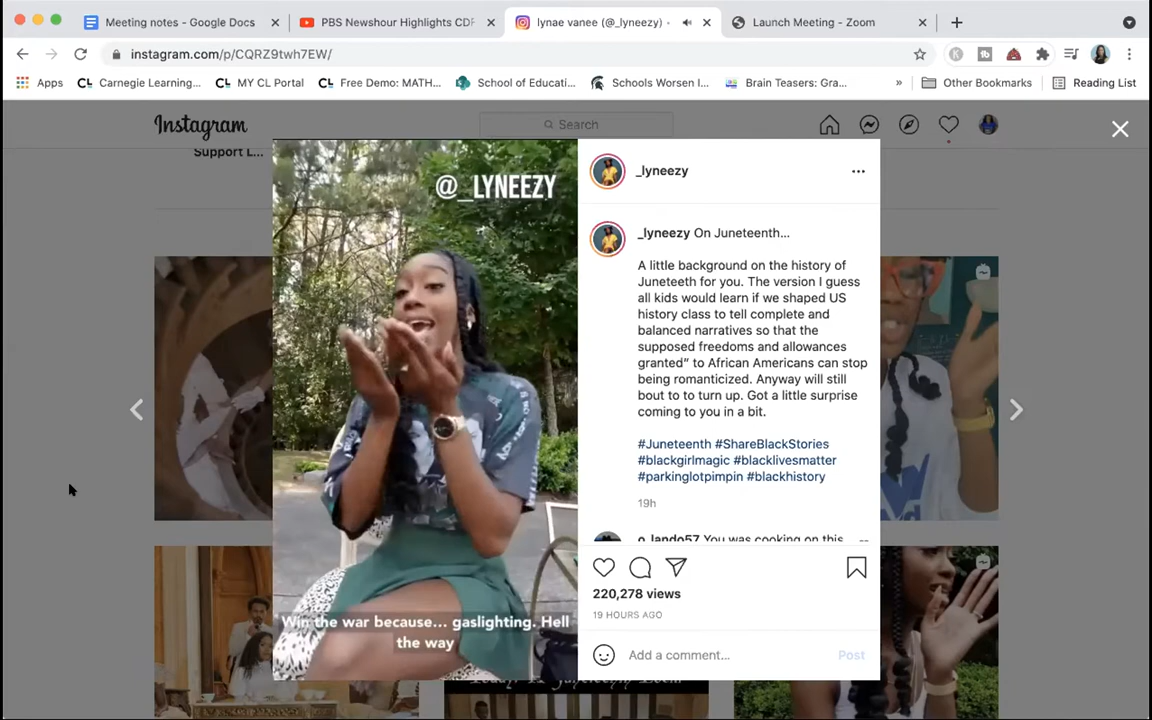 Meeting notes - Google Docs
PBS Newshour Highlights CDF
lynae vanee (@_lyneezy) •
Launch Meeting - Zoom
instagram.com/p/CQRZ9twh7EW/
Apps
Carnegie Learning...
MY CL Portal
Free Demo: MATH...
School of Educati...
Schools Worsen I...
Brain Teasers: Gra...
»
Other Bookmarks
Reading List
Instagram
Search
Support L...
@_LYNEEZY
Win the war because... gaslighting. Hell
the way
_lyneezy
_lyneezy On Juneteenth...
A little background on the history of
Juneteeth for you. The version I guess
all kids would learn if we shaped US
history class to tell complete and
balanced narratives so that the
supposed freedoms and allowances
granted” to African Americans can stop
being romanticized. Anyway will still
bout to to turn up. Got a little surprise
coming to you in a bit.
#Juneteenth #ShareBlackStories
#blackgirlmagic #blacklivesmatter
#parkinglotpimpin #blackhistory
19h
o_lando57 You was cooking on this
220,278 views
19 HOURS AGO
Add a comment...
Post